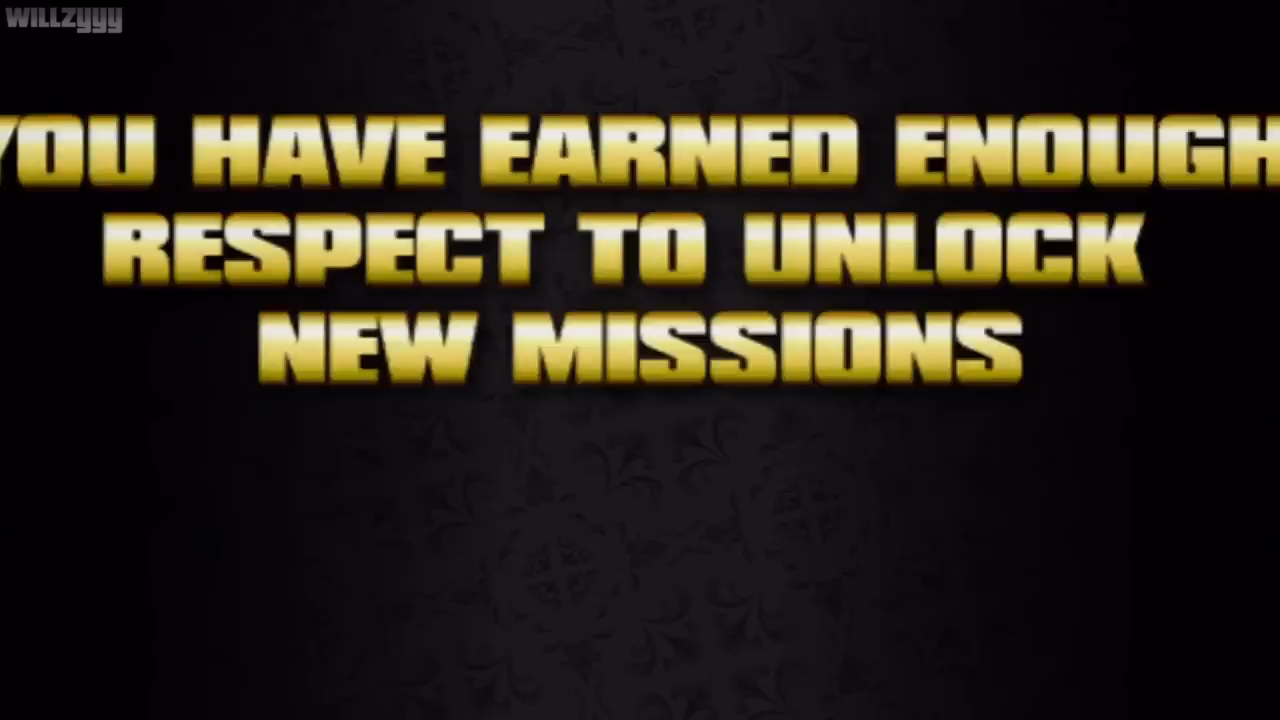 WILLZyyy
YOU HAVE EARNED ENOUGH
RESPECT TO UNLOCK
NEW MISSIONS